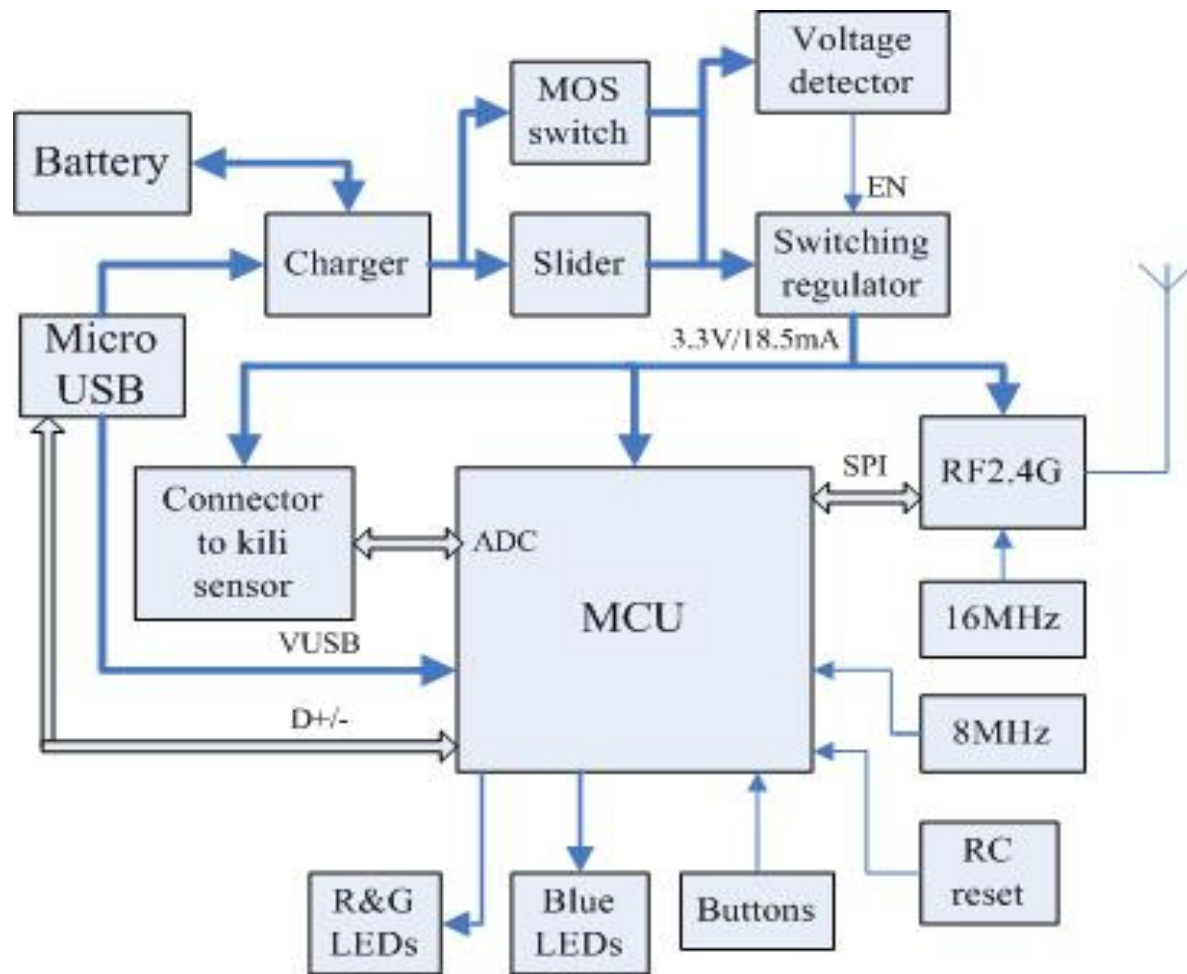 Voltage
detector
MOS
switch
Battery
EN
Charger
Slider
Switching
regulator
3.3V/18.5mA
Micro
USB
Connector
to kili
sensor
ADC
MCU
SPI
RF2.4G
16MHz
VUSB
D+/-
8MHz
R&G
LEDs
Blue
LEDs
Buttons
RC
reset